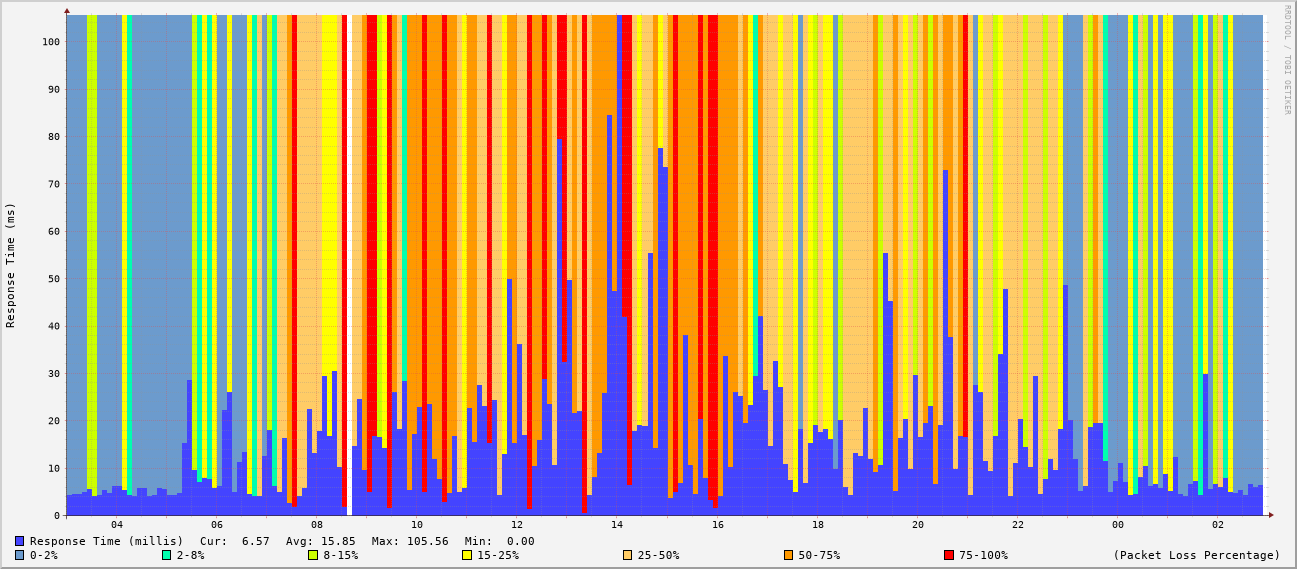 RRDTOOL / TOBI OETIKER
Response Time (ms)
100
90
80
70
60
50
40
30
20
10
0
04 06 08 10 12 14 16 18 20 22 00 02
Response Time (millis) Cur: 6.57 Avg: 15.85 Max: 105.56 Min: 0.00
0-2% 2-8% 8-15% 15-25% 25-50% 50-75% 75-100% (Packet Loss Percentage)